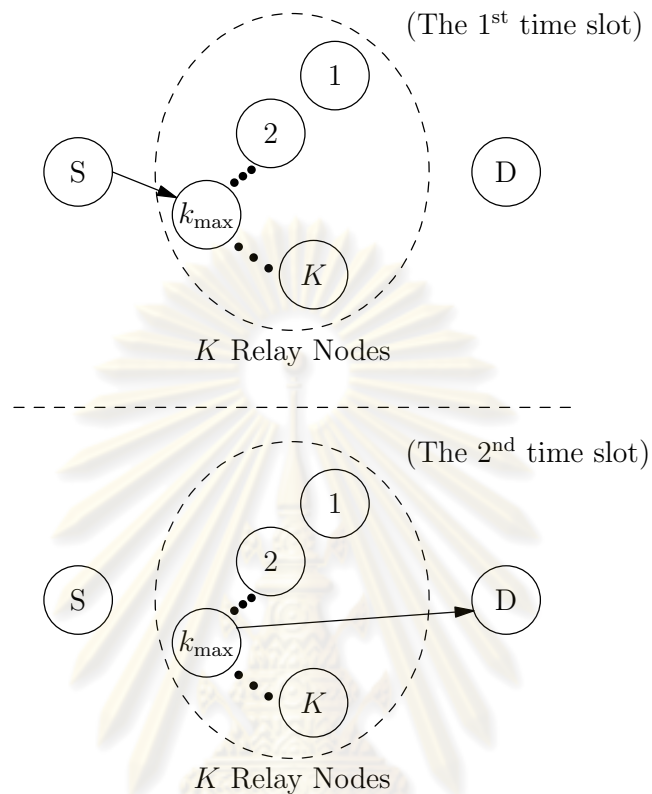 (The 1st time slot)
1
2
S
D
kmax
K
K Relay Nodes
(The 2nd time slot)
1
2
S
D
kmax
K
K Relay Nodes